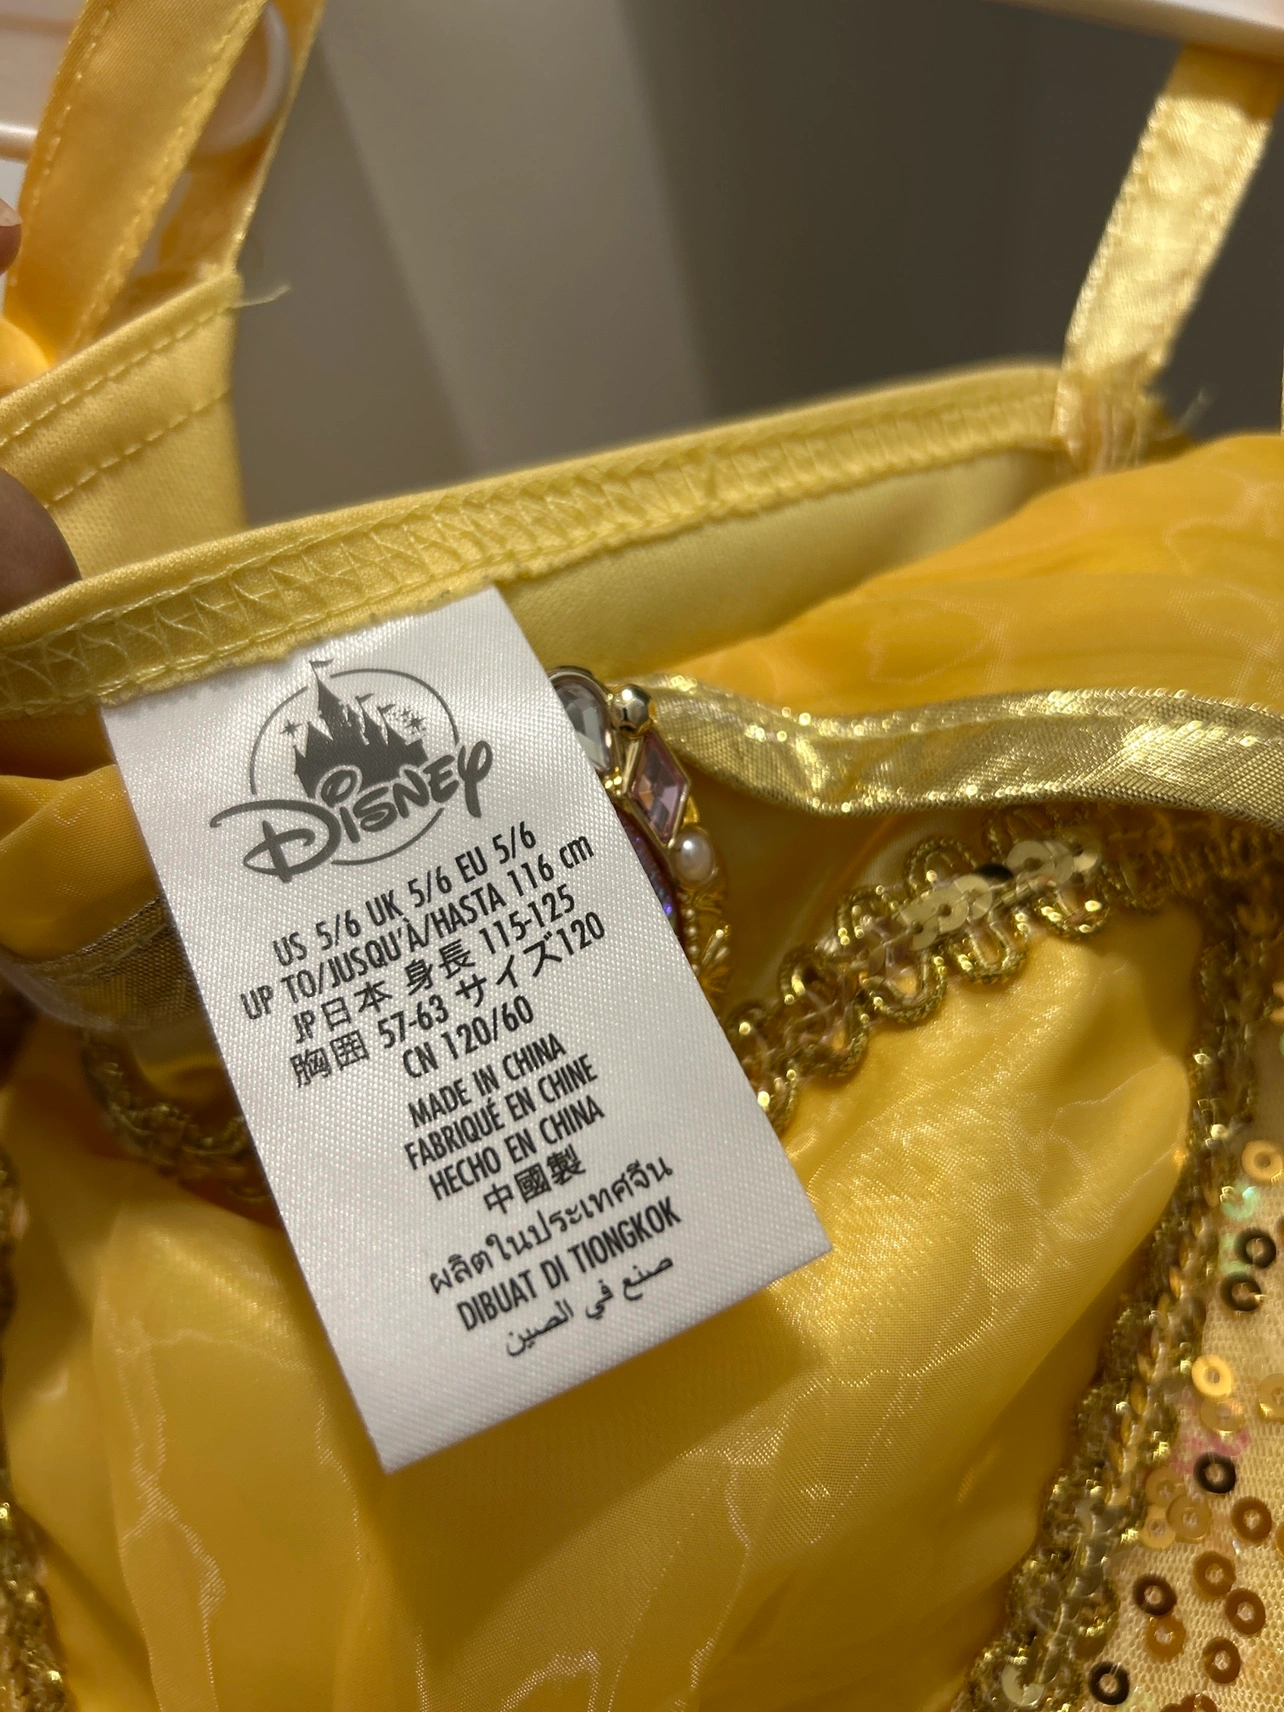 DISNEY
US 5/6 UK 5/6 EU 5/6
UP TO/JUSQU'À/HASTA 116 cm
JP日本 身長 115-125
胸囲 57-63 サイズ120
CN 120/60
MADE IN CHINA
FABRIQUÉ EN CHINE
HECHO EN CHINA
中國製
ผลิตในประเทศจีน
DIBUAT DI TIONGKOK
صنع في الصين